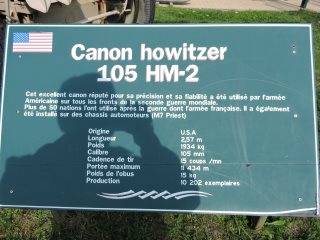 Canon howitzer
105 HM-2
Cet excellent canon réputé pour sa précision et sa fiabilité a été utilisé par l'armée
Américaine sur tous les fronts de la seconde guerre mondiale.
Plus de 50 nations l'ont utilisé après la guerre dont l'armée française. Il a également
été installé sur des chassis automoteurs (M7 Priest)
Origine U.S.A
Longueur 2,57 m
Poids 1934 kg
Calibre 105 mm
Cadence de tir 15 coups /mn
Portée maximum 11 434 m
Poids de l'obus 15 kg
Production 10 202 exemplaires